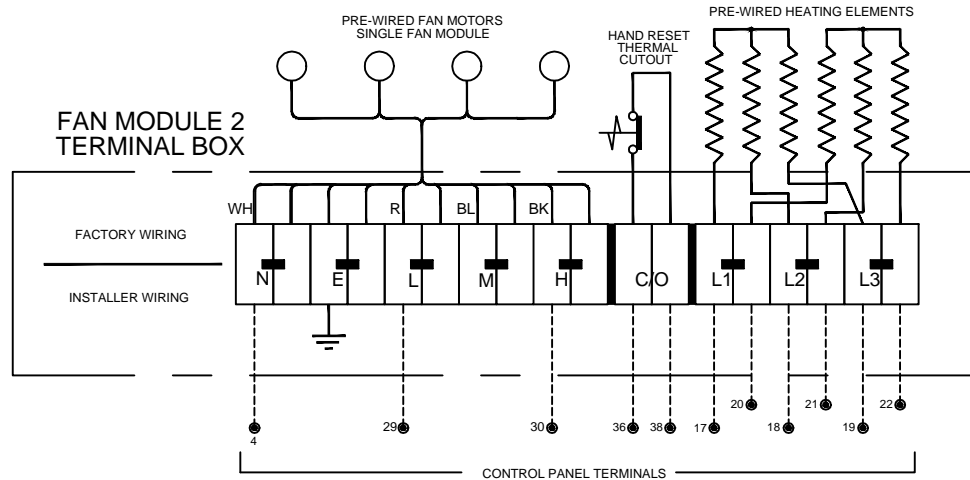 PRE-WIRED FAN MOTORS
SINGLE FAN MODULE
HAND RESET
THERMAL
CUTOUT
PRE-WIRED HEATING ELEMENTS
FAN MODULE 2
TERMINAL BOX
WH R BL BK
FACTORY WIRING
INSTALLER WIRING
N E L M H C/O L1 L2 L3
20 21 22
4 29 30 36 38 17 18 19
CONTROL PANEL TERMINALS